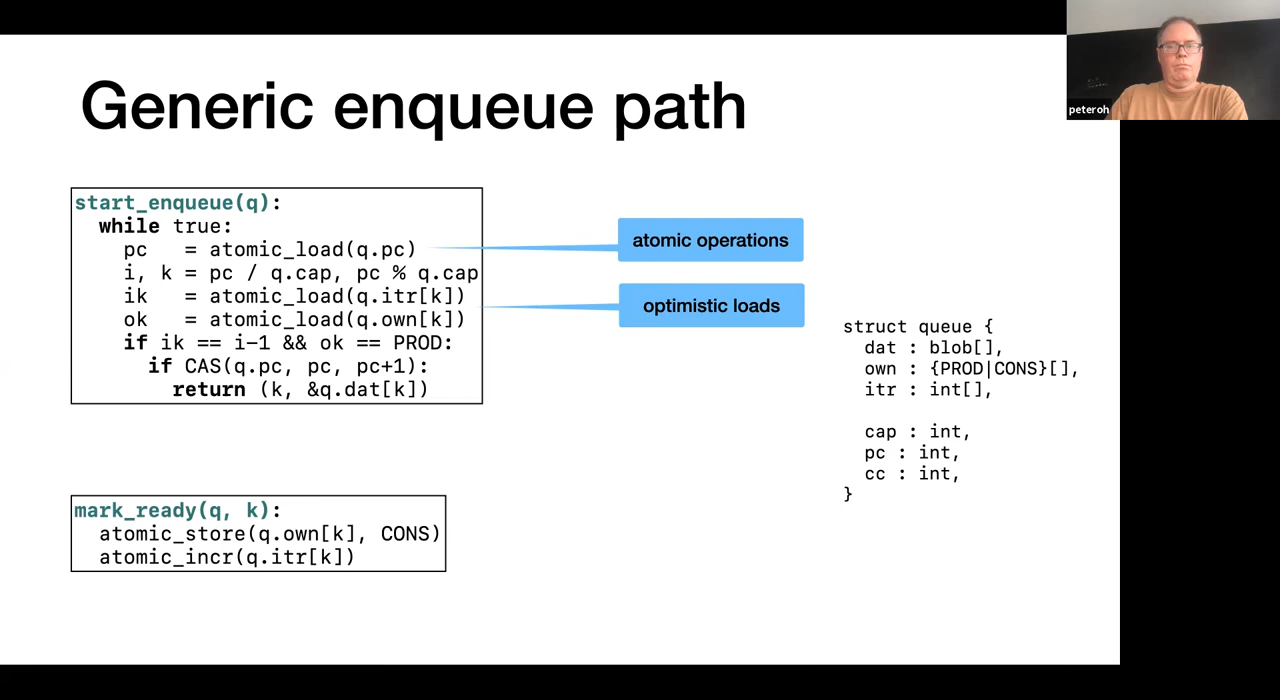 Generic enqueue path
peteroh
start_enqueue(q):
while true:
pc = atomic_load(q.pc)
i, k = pc / q.cap, pc % q.cap
ik = atomic_load(q.itr[k])
ok = atomic_load(q.own[k])
if ik == i-1 && ok == PROD:
if CAS(q.pc, pc, pc+1):
return (k, &q.dat[k])
atomic operations
optimistic loads
struct queue {
dat : blob[],
own : {PROD|CONS}[],
itr : int[],
cap : int,
pc : int,
cc : int,
}
mark_ready(q, k):
atomic_store(q.own[k], CONS)
atomic_incr(q.itr[k])